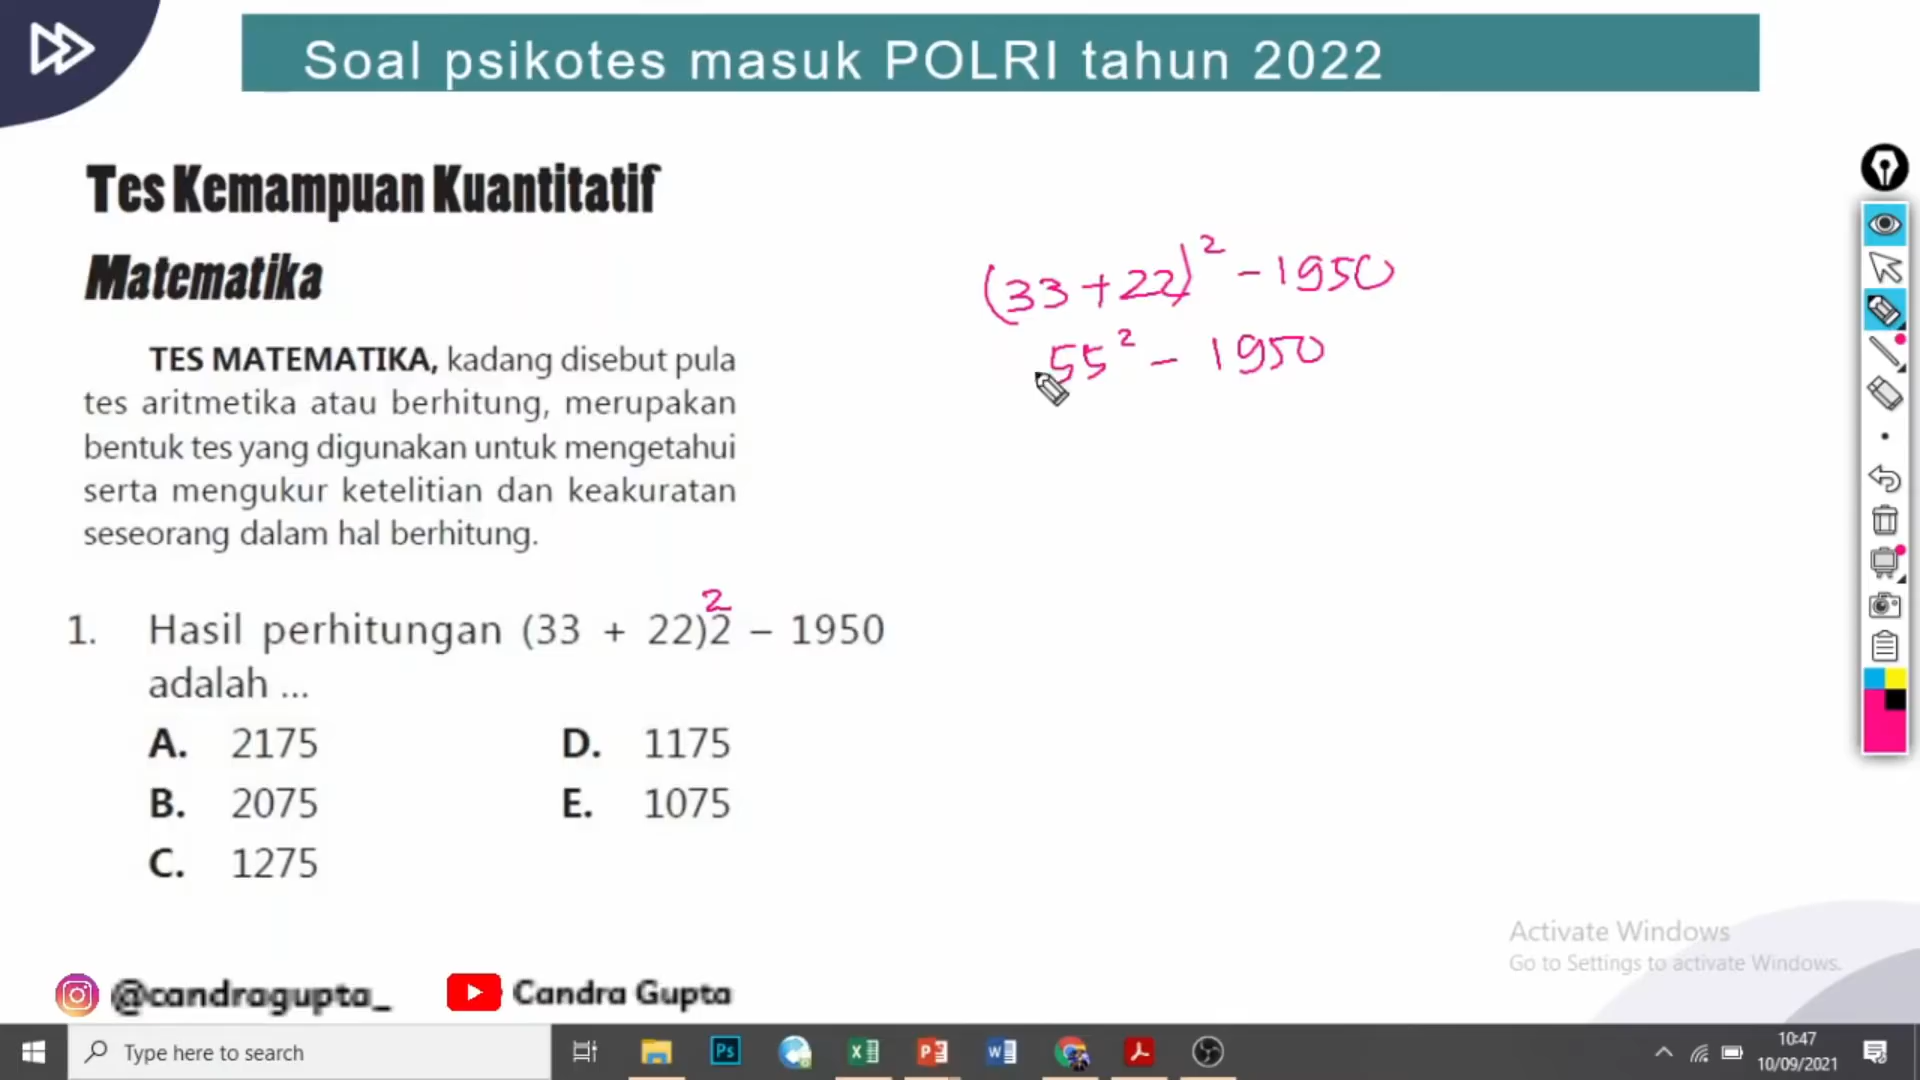 Soal psikotes masuk POLRI tahun 2022
Tes Kemampuan Kuantitatif
Matematika
TES MATEMATIKA, kadang disebut pula
tes aritmetika atau berhitung, merupakan
bentuk tes yang digunakan untuk mengetahui
serta mengukur ketelitian dan keakuratan
seseorang dalam hal berhitung.
(33+22)² - 1950
55² - 1950
2
1. Hasil perhitungan (33 + 22)2 – 1950
adalah ...
A. 2175
B. 2075
C. 1275
D. 1175
E. 1075
Activate Windows
Go to Settings to activate Windows.
@candragupta_
Candra Gupta
Type here to search
Ps
10:47
10/09/2021